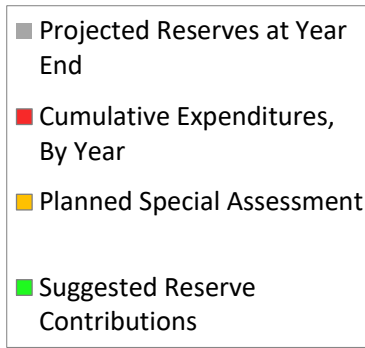 Projected Reserves at Year
End
Cumulative Expenditures,
By Year
Planned Special Assessment
Suggested Reserve
Contributions